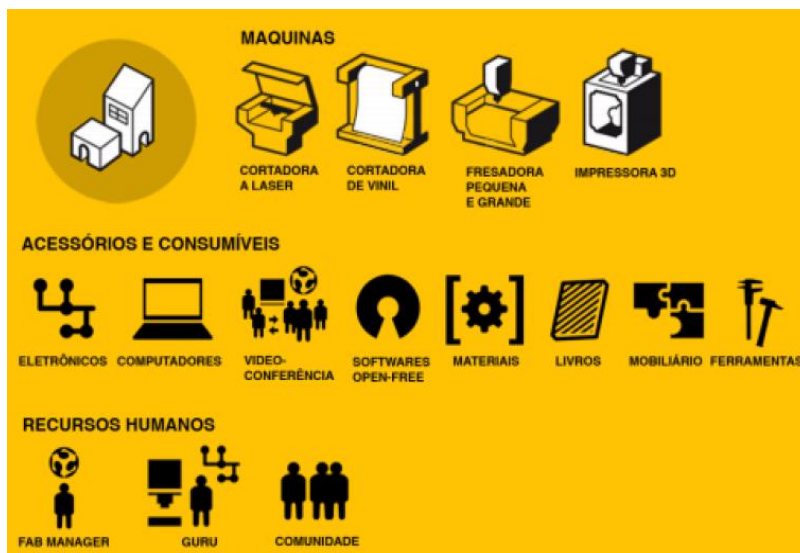 MAQUINAS
CORTADORA
A LASER
CORTADORA
DE VINIL
FRESADORA
PEQUENA
E GRANDE
IMPRESSORA 3D
ACESSÓRIOS E CONSUMÍVEIS
ELETRÔNICOS
COMPUTADORES
VIDEO-
CONFERÊNCIA
SOFTWARES
OPEN-FREE
MATERIAIS
LIVROS
MOBILIÁRIO
FERRAMENTAS
RECURSOS HUMANOS
FAB MANAGER
GURU
COMUNIDADE